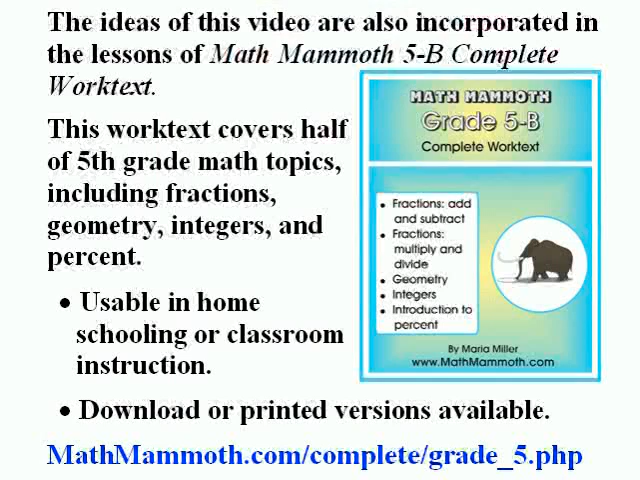 The ideas of this video are also incorporated in
the lessons of Math Mammoth 5-B Complete
Worktext.
This worktext covers half
of 5th grade math topics,
including fractions,
geometry, integers, and
percent.
• Usable in home
schooling or classroom
instruction.
• Download or printed versions available.
MathMammoth.com/complete/grade_5.php
MATH MAMMOTH
Grade 5-B
Complete Worktext
• Fractions: add
and subtract
• Fractions:
multiply and
divide
• Geometry
• Integers
• Introduction to
percent
By Maria Miller
www.MathMammoth.com